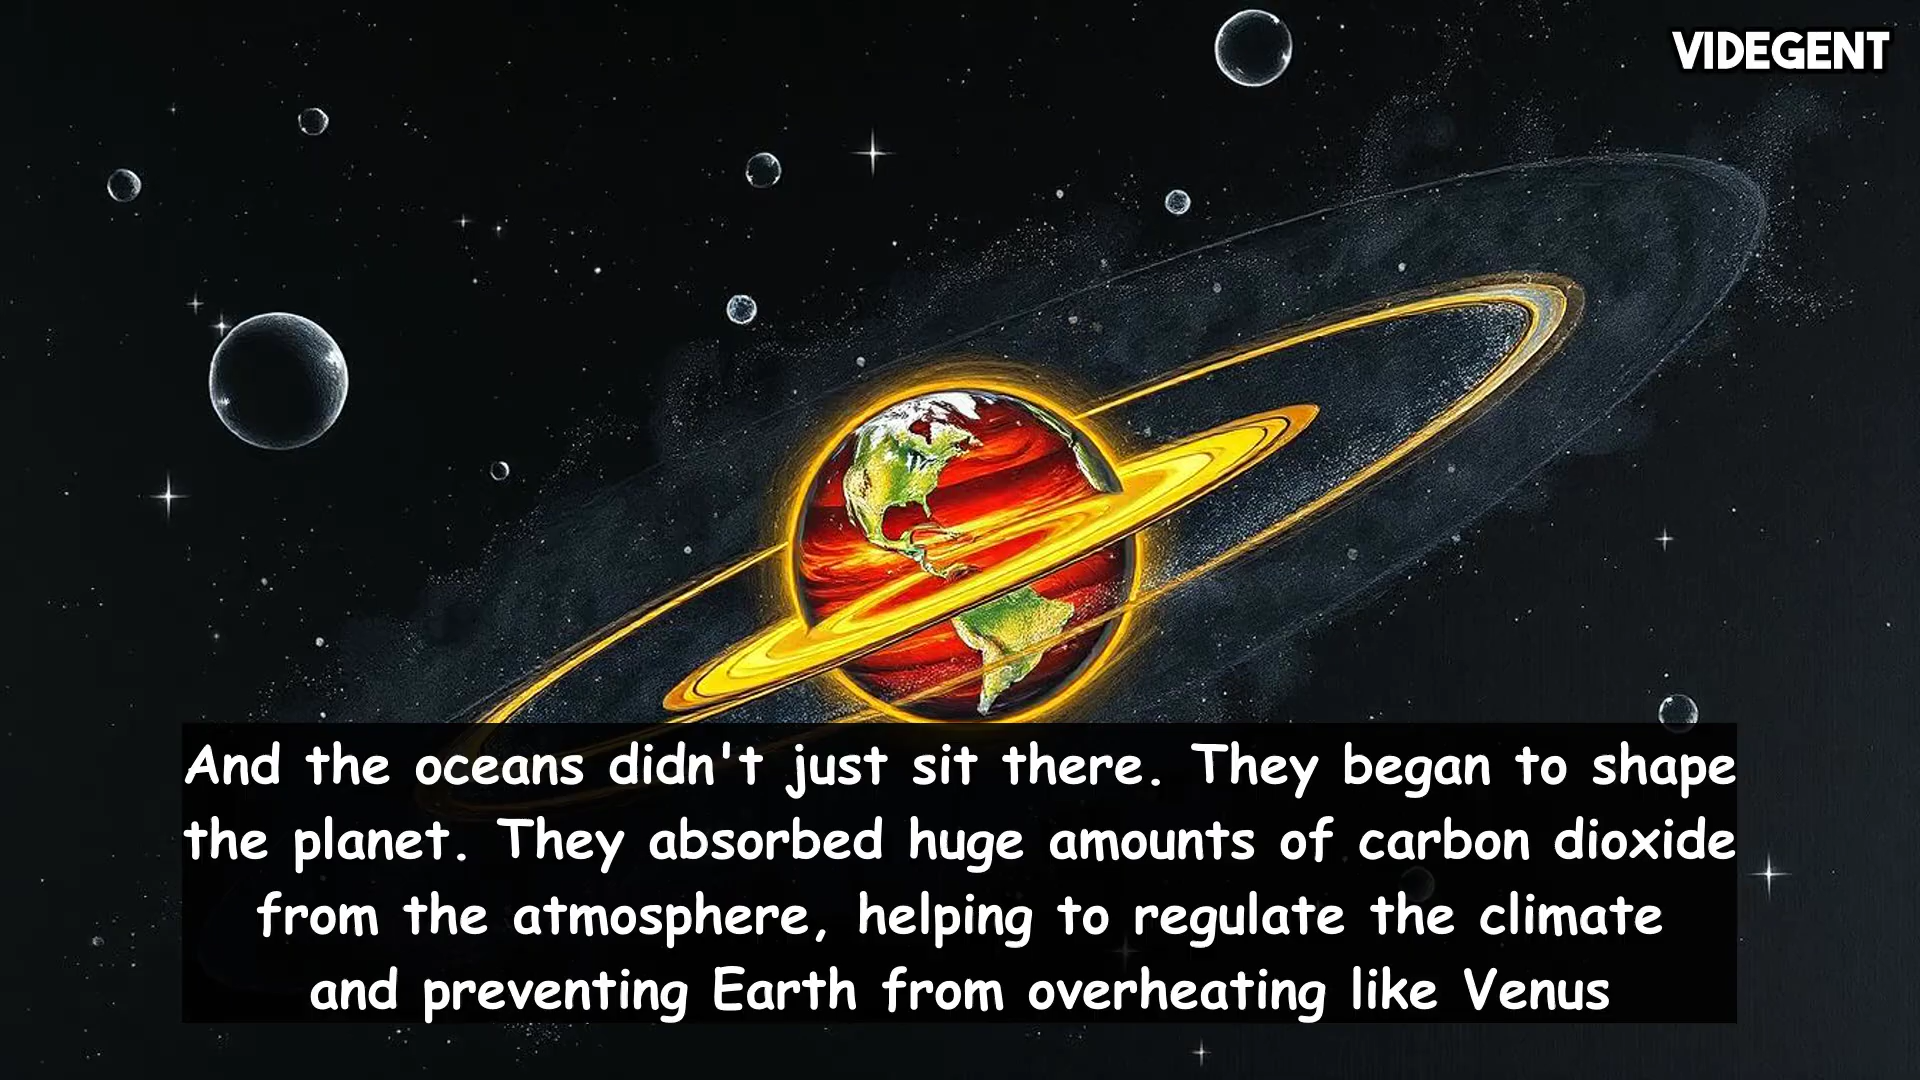 VIDEGENT
And the oceans didn't just sit there. They began to shape
the planet. They absorbed huge amounts of carbon dioxide
from the atmosphere, helping to regulate the climate
and preventing Earth from overheating like Venus